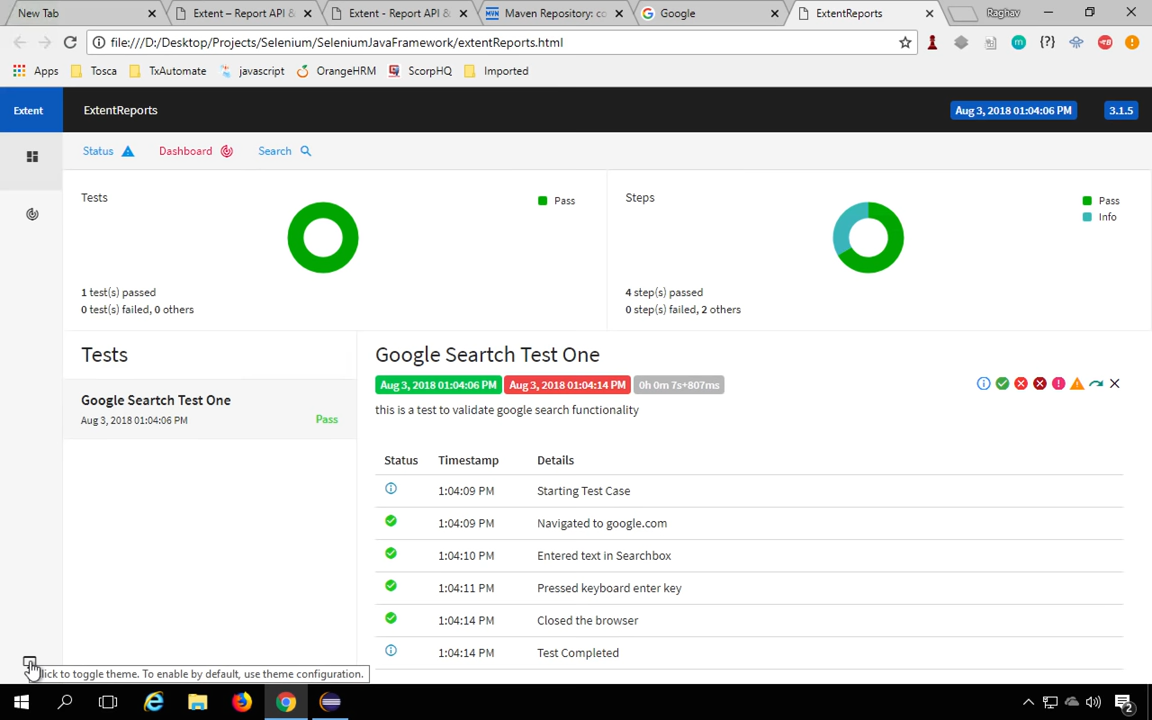 New Tab
Extent – Report API &
Extent - Report API &
MVN Maven Repository: co
Google
ExtentReports
Raghav
file:///D:/Desktop/Projects/Selenium/SeleniumJavaFramework/extentReports.html
Apps
Tosca
TxAutomate
javascript
OrangeHRM
ScorpHQ
Imported
Extent
ExtentReports
Aug 3, 2018 01:04:06 PM
3.1.5
Status
Dashboard
Search
Tests
Pass
1 test(s) passed
0 test(s) failed, 0 others
Steps
Pass
Info
4 step(s) passed
0 step(s) failed, 2 others
Tests
Google Seartch Test One
Aug 3, 2018 01:04:06 PM
Pass
Google Seartch Test One
Aug 3, 2018 01:04:06 PM Aug 3, 2018 01:04:14 PM 0h 0m 7s+807ms
this is a test to validate google search functionality
Status Timestamp Details
1:04:09 PM Starting Test Case
1:04:09 PM Navigated to google.com
1:04:10 PM Entered text in Searchbox
1:04:11 PM Pressed keyboard enter key
1:04:14 PM Closed the browser
1:04:14 PM Test Completed
lick to toggle theme. To enable by default, use theme configuration.
2